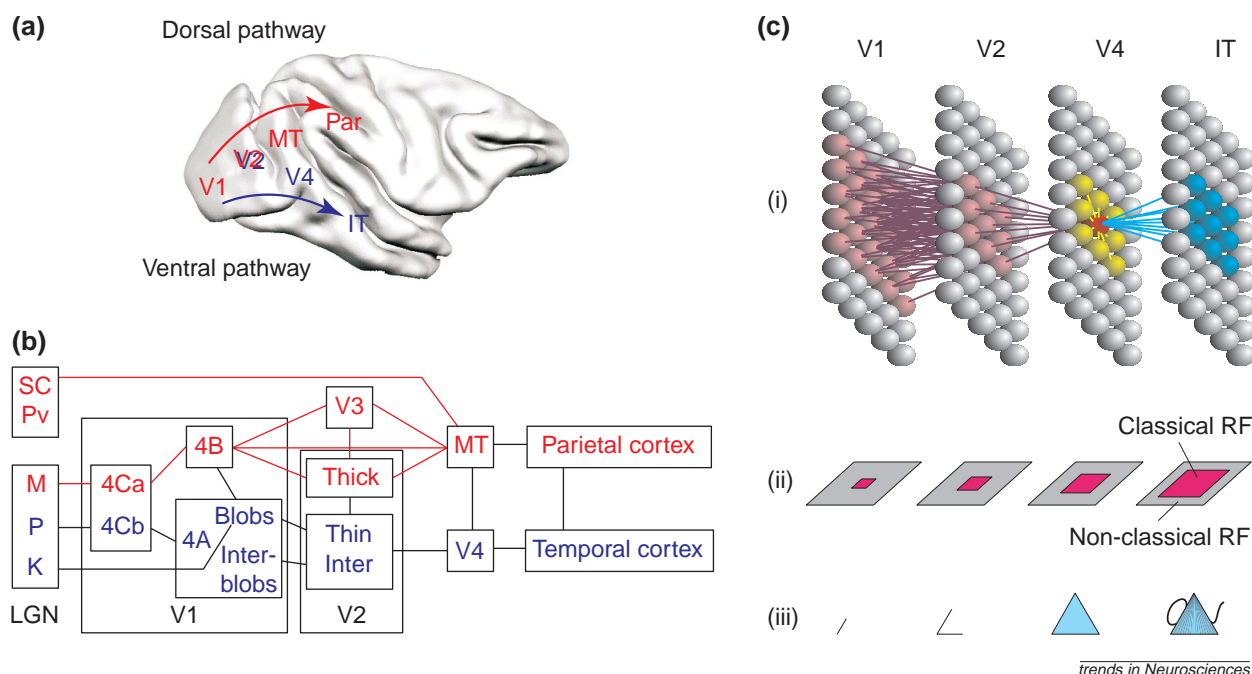 (a)
Dorsal pathway
Par
MT
V2
V4
V1
IT
Ventral pathway
(b)
SC
Pv
V3
4B
MT
Parietal cortex
M
4Ca
Thick
P
4Cb
4A
Blobs
Thin
V4
Temporal cortex
K
Inter-
blobs
Inter
LGN
V1
V2
(c)
V1 V2 V4 IT
(i)
Classical RF
(ii)
Non-classical RF
(iii)
trends in Neurosciences